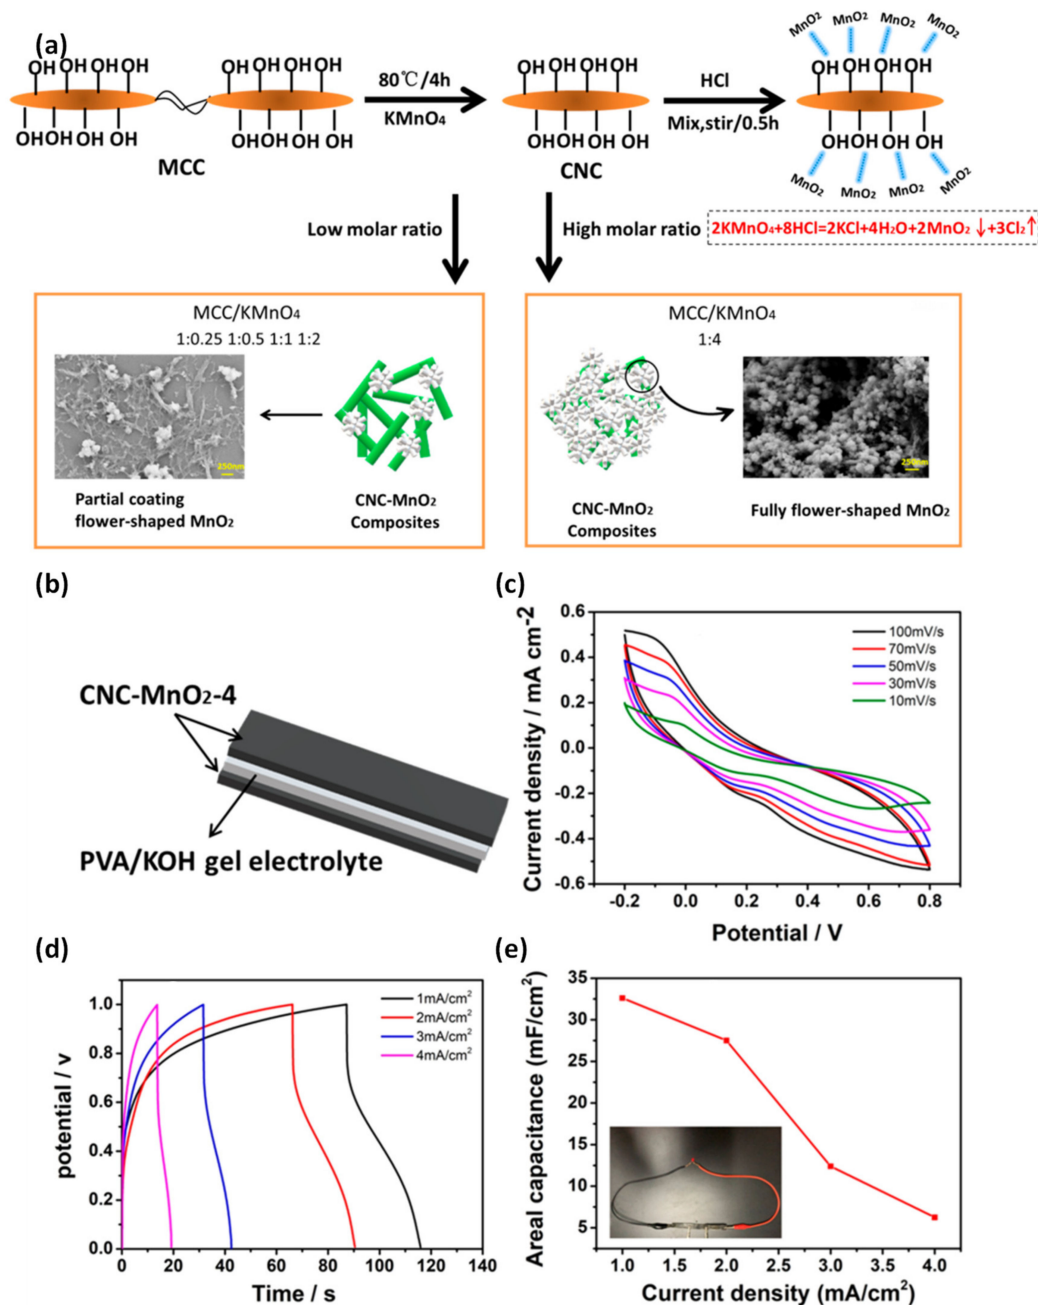 (a)
OH OH OH OH
OH OH OH OH
OH OH OH OH
OH OH OH OH
MCC
80℃/4h
KMnO4
OH OH OH OH
OH OH OH OH
CNC
HCl
Mix,stir/0.5h
MnO2 MnO2 MnO2 MnO2
OH OH OH OH
OH OH OH OH
MnO2 MnO2 MnO2 MnO2
Low molar ratio
High molar ratio
2KMnO4+8HCl=2KCl+4H2O+2MnO2 ↓+3Cl2↑
MCC/KMnO4
1:0.25 1:0.5 1:1 1:2
250nm
Partial coating
flower-shaped MnO2
CNC-MnO2
Composites
MCC/KMnO4
1:4
250nm
CNC-MnO2
Composites
Fully flower-shaped MnO2
(b)
CNC-MnO2-4
PVA/KOH gel electrolyte
(c)
Current density / mA cm-2
0.6
0.4
0.2
0.0
-0.2
-0.4
-0.6
100mV/s
70mV/s
50mV/s
30mV/s
10mV/s
-0.2 0.0 0.2 0.4 0.6 0.8
Potential / V
(d)
potential / v
1.0
0.8
0.6
0.4
0.2
0.0
1mA/cm2
2mA/cm2
3mA/cm2
4mA/cm2
0 20 40 60 80 100 120 140
Time / s
(e)
Areal capacitance (mF/cm2)
35
30
25
20
15
10
5
1.0 1.5 2.0 2.5 3.0 3.5 4.0
Current density (mA/cm2)